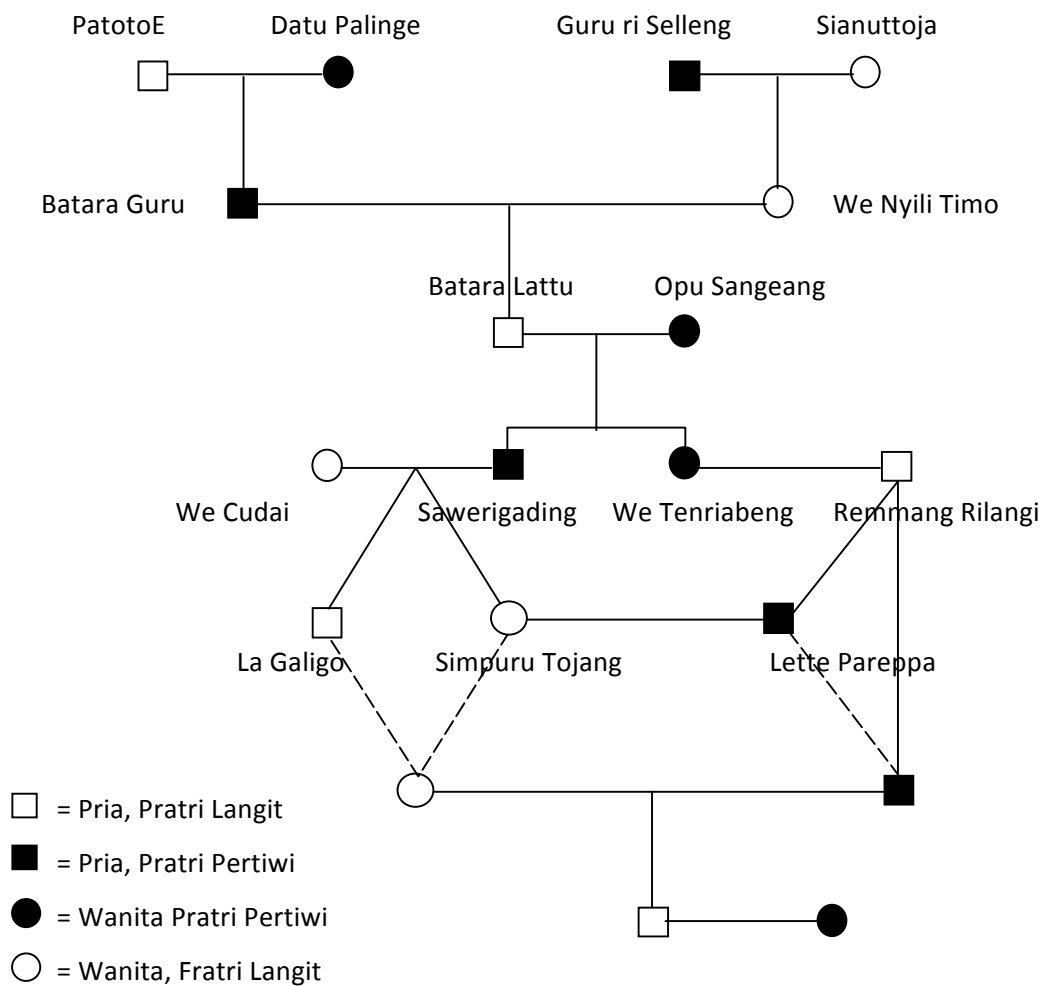 PatotoE Datu Palinge Guru ri Selleng Sianuttoja
Batara Guru We Nyili Timo
Batara Lattu Opu Sangeang
We Cudai Sawerigading We Tenriabeng Remmang Rilangi
La Galigo Simpuru Tojang Lette Pareppa
= Pria, Pratri Langit
= Pria, Pratri Pertiwi
= Wanita Pratri Pertiwi
= Wanita, Fratri Langit